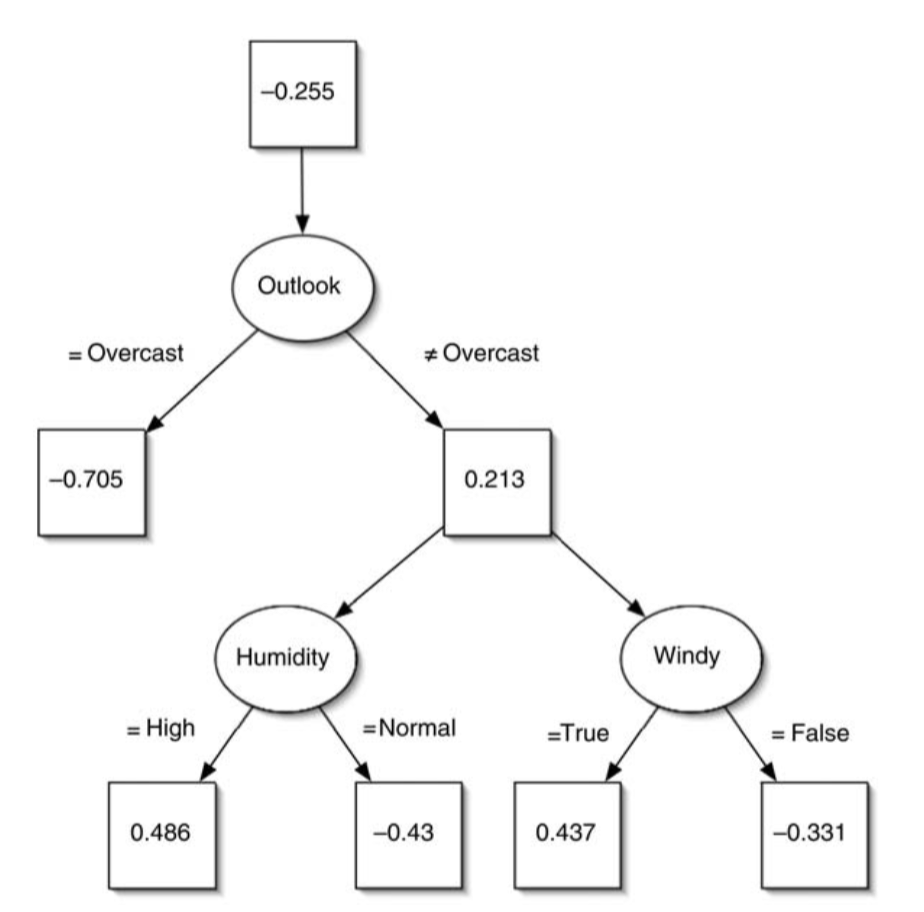 –0.255
Outlook
= Overcast
≠ Overcast
–0.705
0.213
Humidity
Windy
= High
=Normal
=True
= False
0.486
–0.43
0.437
–0.331